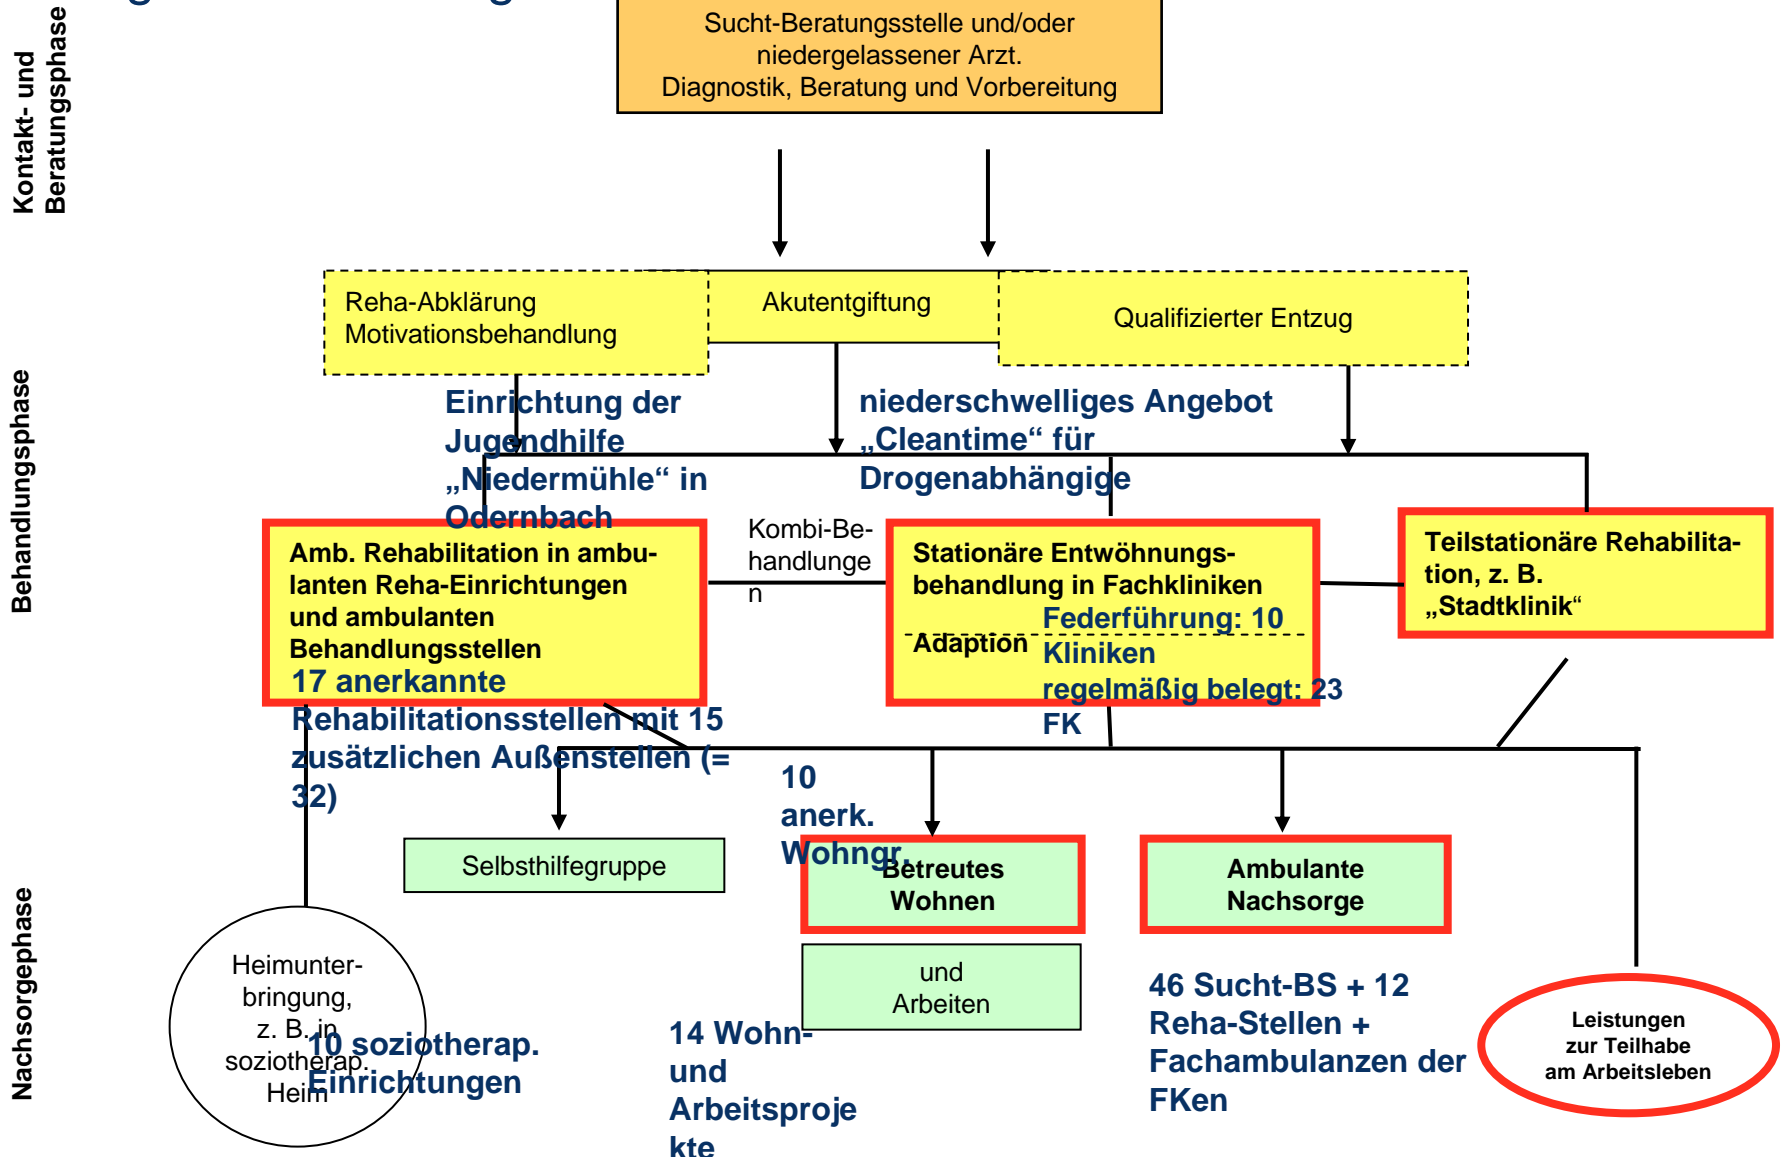 Sucht-Beratungsstelle und/oder
niedergelassener Arzt.
Diagnostik, Beratung und Vorbereitung
Kontakt- und
Beratungsphase
Reha-Abklärung
Motivationsbehandlung
Akutentgiftung
Qualifizierter Entzug
Behandlungsphase
Einrichtung der
Jugendhilfe
„Niedermühle“ in
Odernbach
niederschwelliges Angebot
„Cleantime“ für
Drogenabhängige
Amb. Rehabilitation in ambu-
lanten Reha-Einrichtungen
und ambulanten
Behandlungsstellen
17 anerkannte
Rehabilitationsstellen mit 15
zusätzlichen Außenstellen (=
32)
Kombi-Be-
handlunge
n
Stationäre Entwöhnungs-
behandlung in Fachkliniken
Adaption
Federführung: 10
Kliniken
regelmäßig belegt: 23
FK
Teilstationäre Rehabilita-
tion, z. B.
„Stadtklinik“
Nachsorgephase
Selbsthilfegruppe
10
anerk.
Wohngr.
Betreutes
Wohnen
und
Arbeiten
Ambulante
Nachsorge
Heimunter-
bringung,
z. B. in
soziotherap.
Heim
10 soziotherap.
Einrichtungen
14 Wohn-
und
Arbeitsproje
kte
46 Sucht-BS + 12
Reha-Stellen +
Fachambulanzen der
FKen
Leistungen
zur Teilhabe
am Arbeitsleben